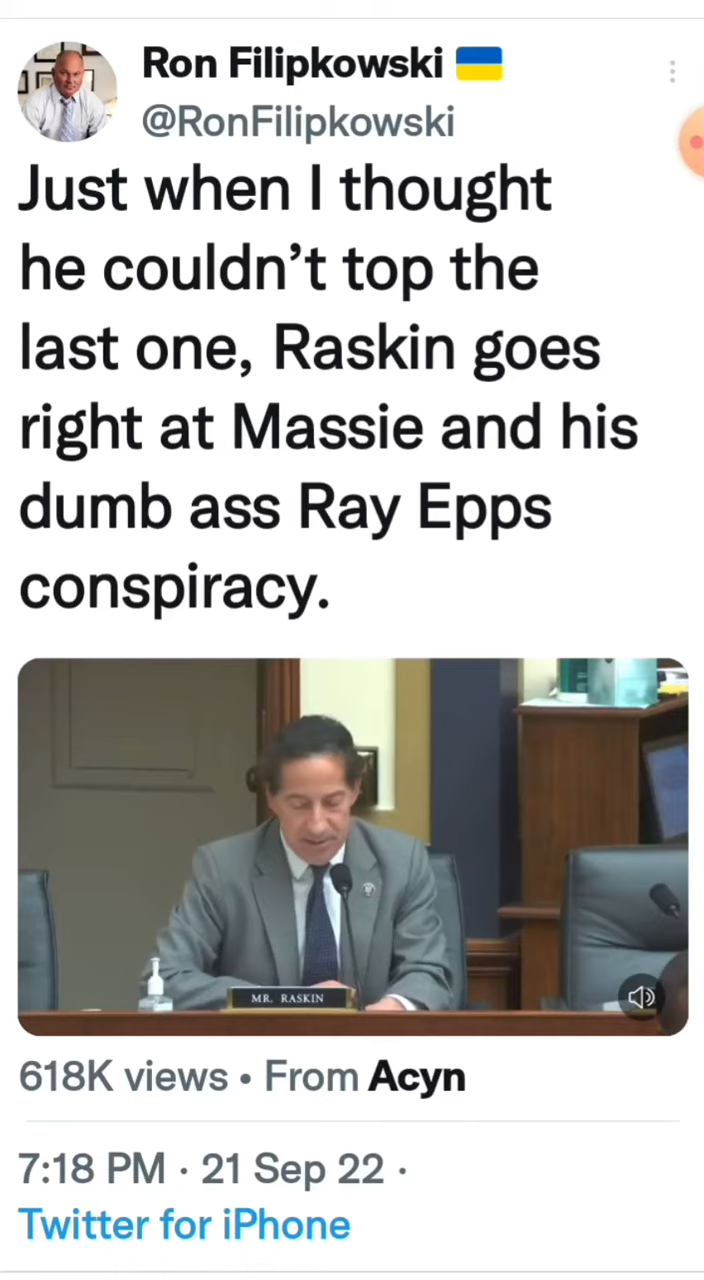 Ron Filipkowski 🇺🇦
@RonFilipkowski
Just when I thought
he couldn’t top the
last one, Raskin goes
right at Massie and his
dumb ass Ray Epps
conspiracy.
MR. RASKIN
618K views • From Acyn
7:18 PM · 21 Sep 22 ·
Twitter for iPhone